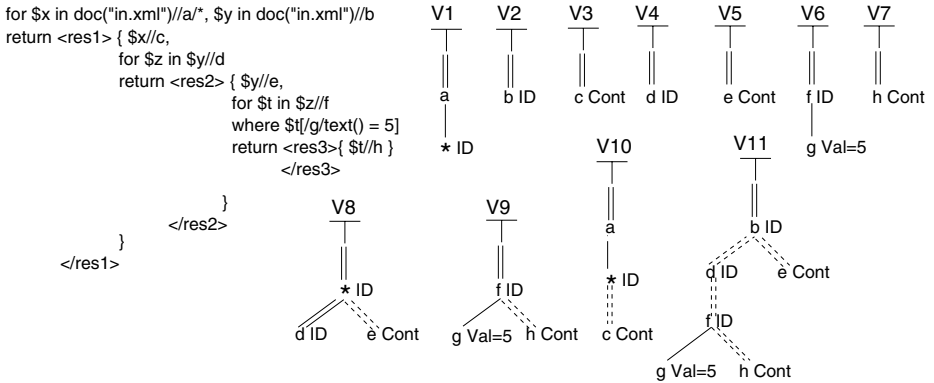 for $x in doc("in.xml")//a/*, $y in doc("in.xml")//b
return <res1> { $x//c,
for $z in $y//d
return <res2> { $y//e,
for $t in $z//f
where $t[/g/text() = 5]
return <res3>{ $t//h }
</res3>
}
</res2>
}
</res1>
V1 V2 V3 V4 V5 V6 V7
a b ID c Cont d ID e Cont f ID h Cont
* ID g Val=5
V8 V9 V10 V11
a b ID
* ID f ID * ID d ID e Cont
d ID e Cont g Val=5 h Cont c Cont f ID
g Val=5 h Cont